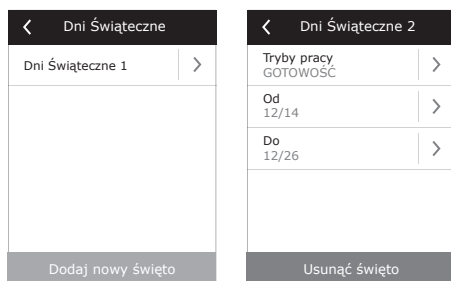 Dni Świąteczne
Dni Świąteczne 1
Dodaj nowy święto
Dni Świąteczne 2
Tryby pracy
GOTOWOŚĆ
Od
12/14
Do
12/26
Usunąć święto